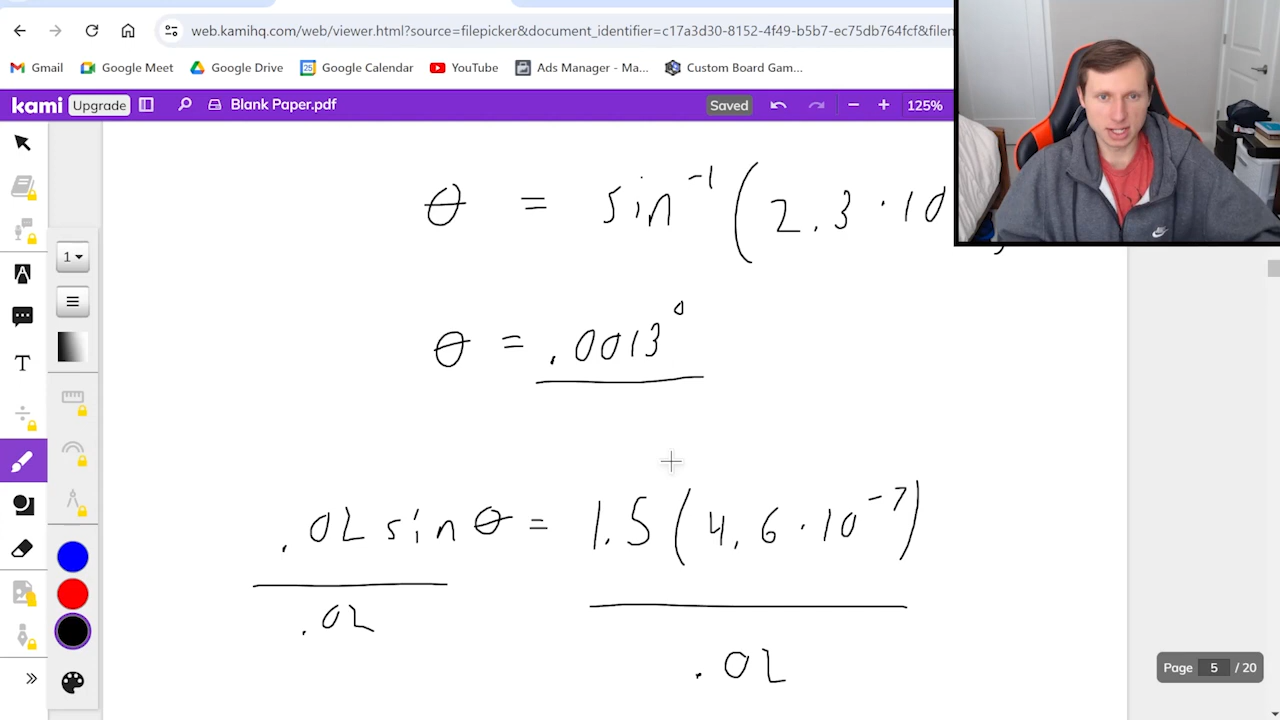 web.kamihq.com/web/viewer.html?source=filepicker&document_identifier=c17a3d30-8152-4f49-b5b7-ec75db764fcf&filen
Gmail Google Meet Google Drive Google Calendar YouTube Ads Manager - Ma... Custom Board Gam...
kami Upgrade Blank Paper.pdf Saved 125%
1
T
θ = sin⁻¹(2.3·10
θ = .0013°
.02 sin θ = 1.5(4.6·10⁻⁷)
.02 .02
Page 5 / 20